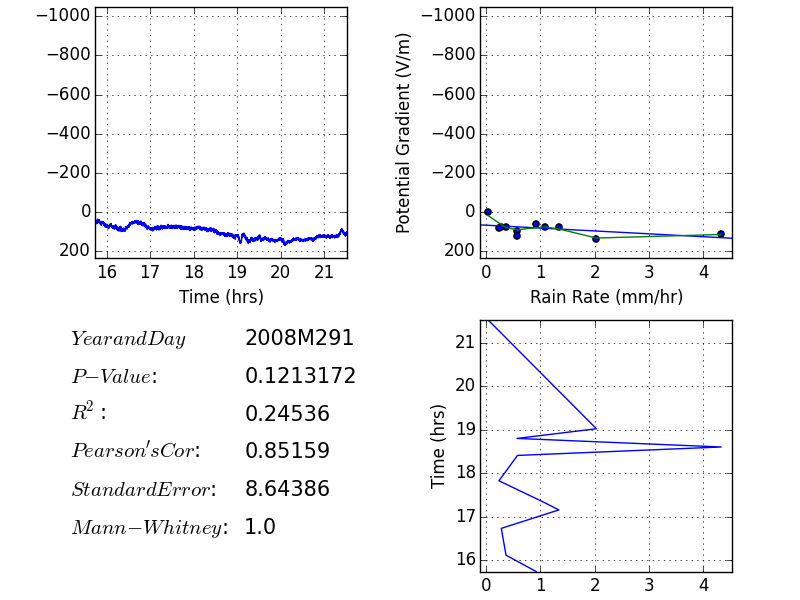 −1000
−800
−600
−400
−200
0
200
16 17 18 19 20 21
Time (hrs)
Potential Gradient (V/m)
−1000
−800
−600
−400
−200
0
200
0 1 2 3 4
Rain Rate (mm/hr)
YearandDay 2008M291
P−Value: 0.1213172
R²: 0.24536
Pearson'sCor: 0.85159
StandardError: 8.64386
Mann−Whitney: 1.0
Time (hrs)
21
20
19
18
17
16
0 1 2 3 4